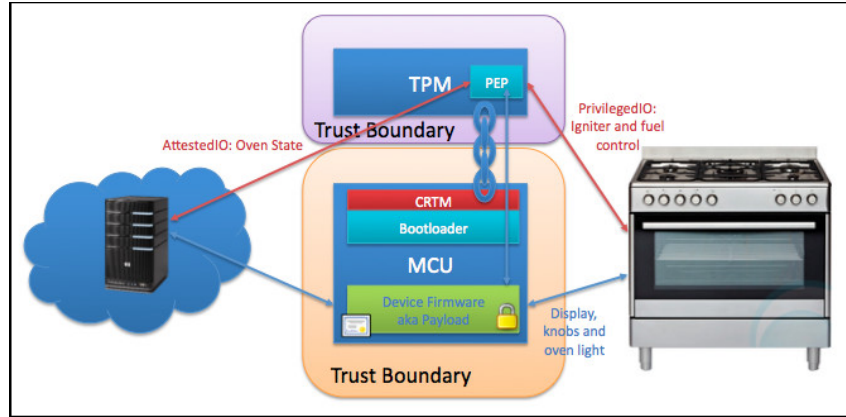 TPM
PEP
Trust Boundary
PrivilegedIO:
Igniter and fuel
control
AttestedIO: Oven State
CRTM
Bootloader
MCU
Device Firmware
aka Payload
Display,
knobs and
oven light
Trust Boundary